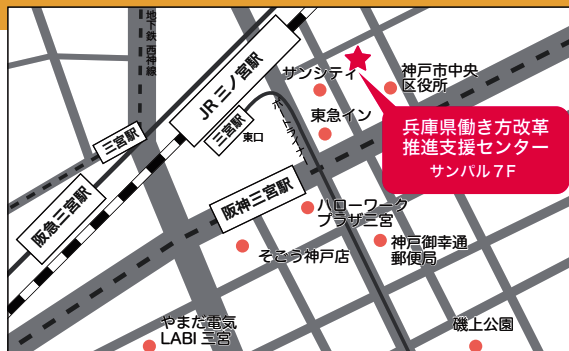 地下鉄 西神線
JR 三ノ宮駅
サンシティ
神戸市中央
区役所
三宮駅
東口
ポートライナー
東急イン
兵庫県働き方改革
推進支援センター
サンパル7F
三宮駅
阪急三宮駅
阪神三宮駅
ハローワーク
プラザ三宮
そごう神戸店
神戸御幸通
郵便局
やまだ電気
LABI 三宮
磯上公園